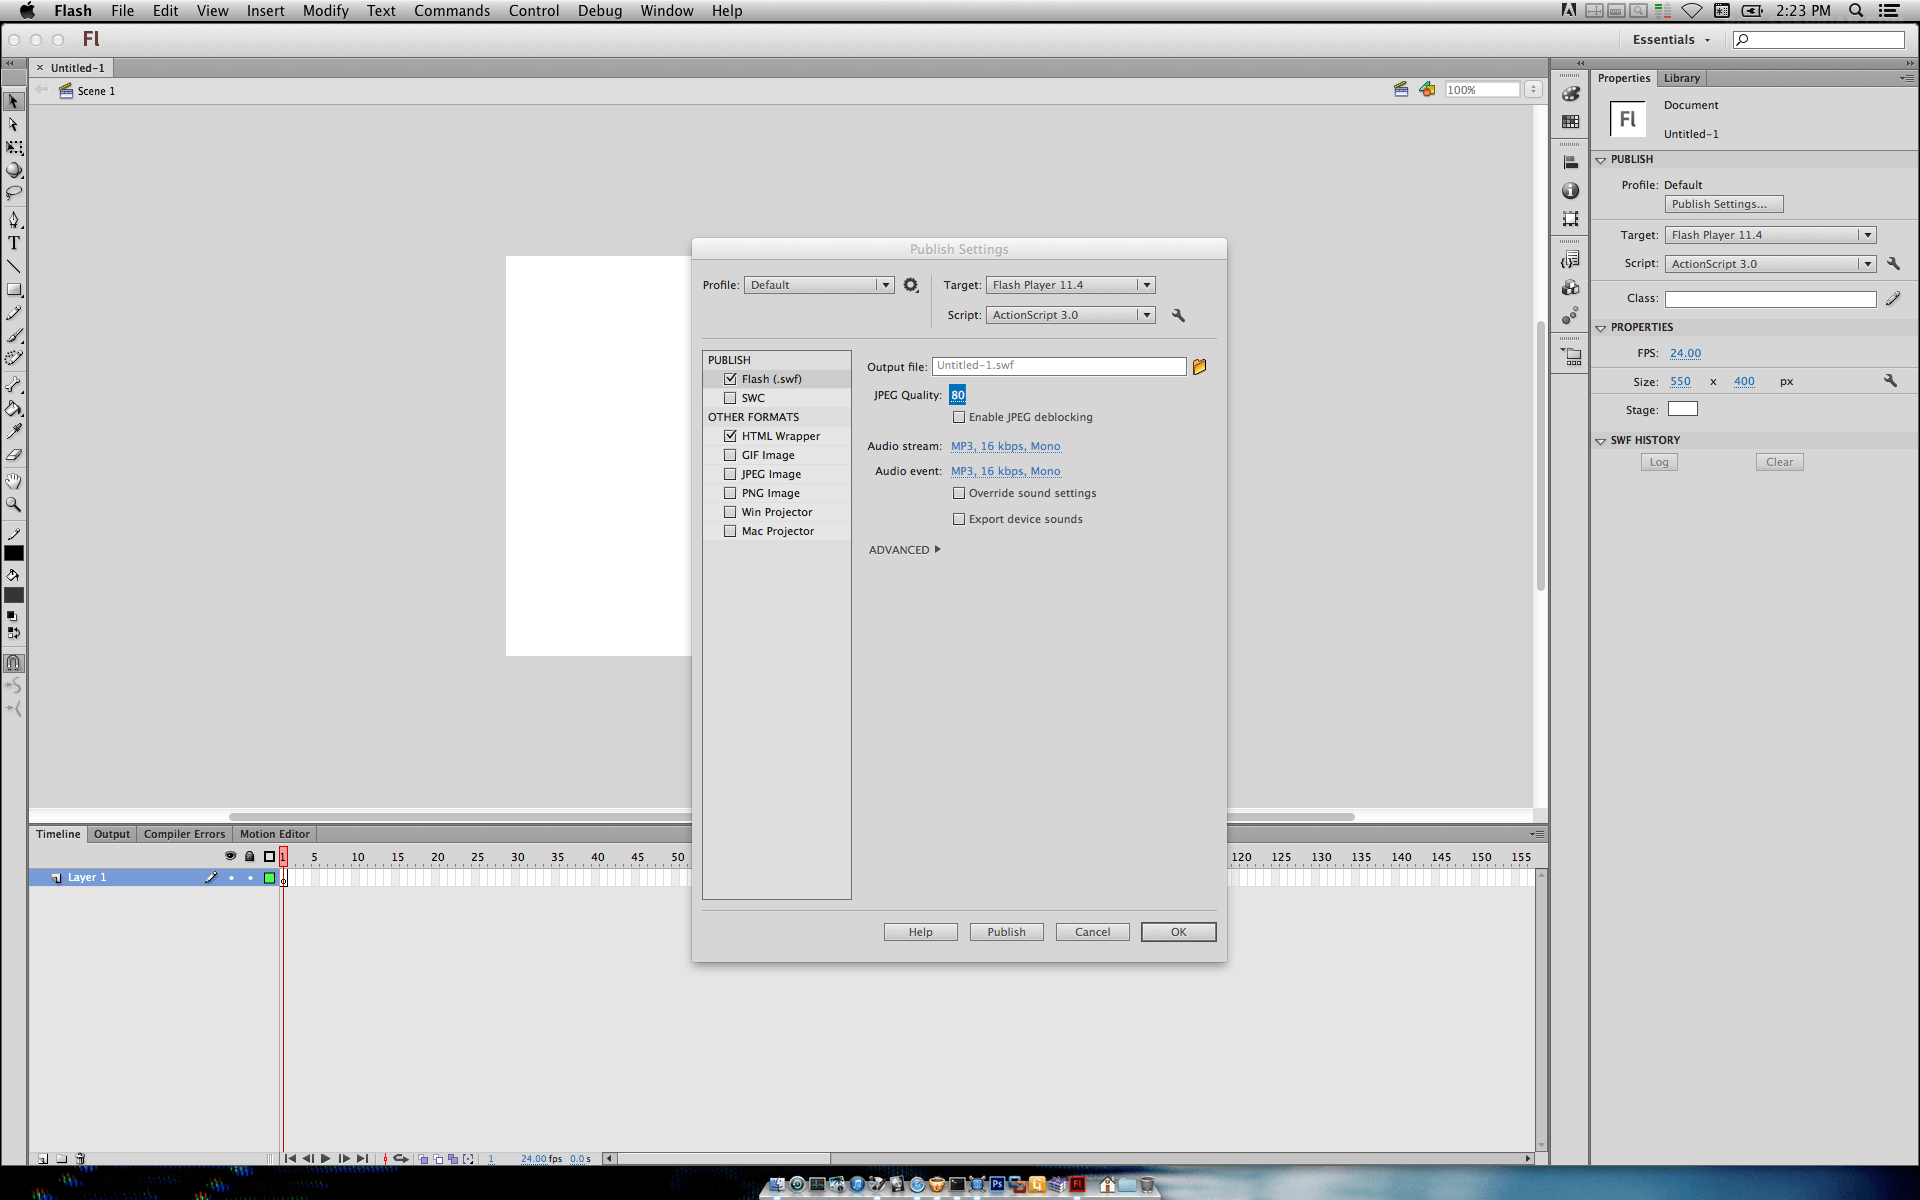 Flash File Edit View Insert Modify Text Commands Control Debug Window Help 2:23 PM
Fl Essentials
× Untitled-1
Scene 1 100%
Properties Library
Fl Document
Untitled-1
PUBLISH
Profile: Default
Publish Settings...
Target: Flash Player 11.4
Script: ActionScript 3.0
Class:
PROPERTIES
FPS: 24.00
Size: 550 x 400 px
Stage:
SWF HISTORY
Log Clear
Publish Settings
Profile: Default Target: Flash Player 11.4
Script: ActionScript 3.0
PUBLISH
Flash (.swf)
SWC
OTHER FORMATS
HTML Wrapper
GIF Image
JPEG Image
PNG Image
Win Projector
Mac Projector
Output file: Untitled-1.swf
JPEG Quality: 80
Enable JPEG deblocking
Audio stream: MP3, 16 kbps, Mono
Audio event: MP3, 16 kbps, Mono
Override sound settings
Export device sounds
ADVANCED
Help Publish Cancel OK
Timeline Output Compiler Errors Motion Editor
1 5 10 15 20 25 30 35 40 45 50 120 125 130 135 140 145 150 155
Layer 1
1 24.00 fps 0.0 s
Ps Fl